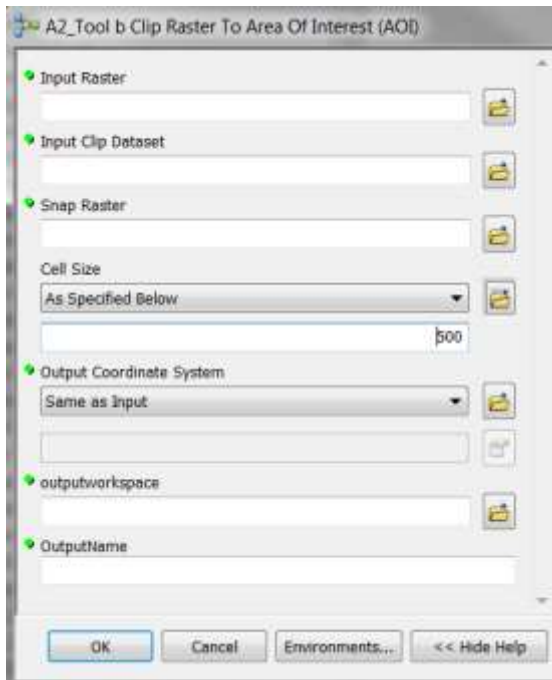 A2_Tool b Clip Raster To Area Of Interest (AOI)
Input Raster
Input Clip Dataset
Snap Raster
Cell Size
As Specified Below
500
Output Coordinate System
Same as Input
outputworkspace
OutputName
OK
Cancel
Environments...
<< Hide Help